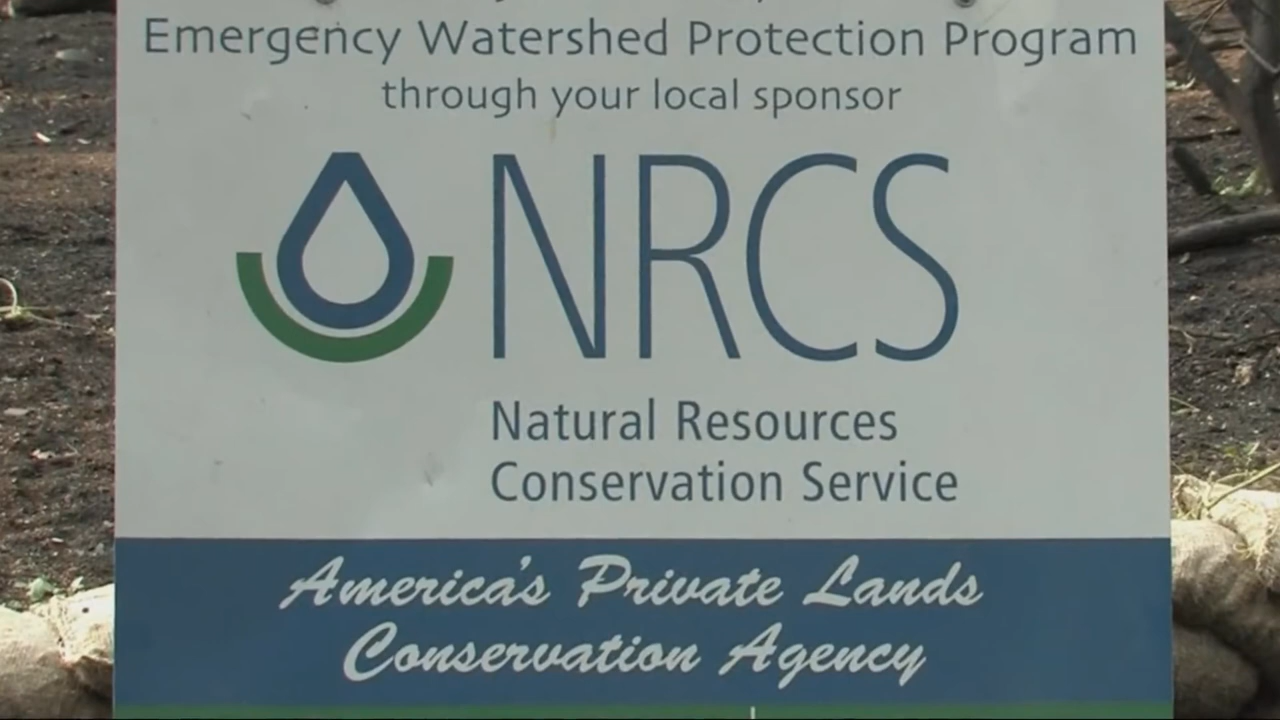 Emergency Watershed Protection Program
through your local sponsor
NRCS
Natural Resources
Conservation Service
America's Private Lands
Conservation Agency